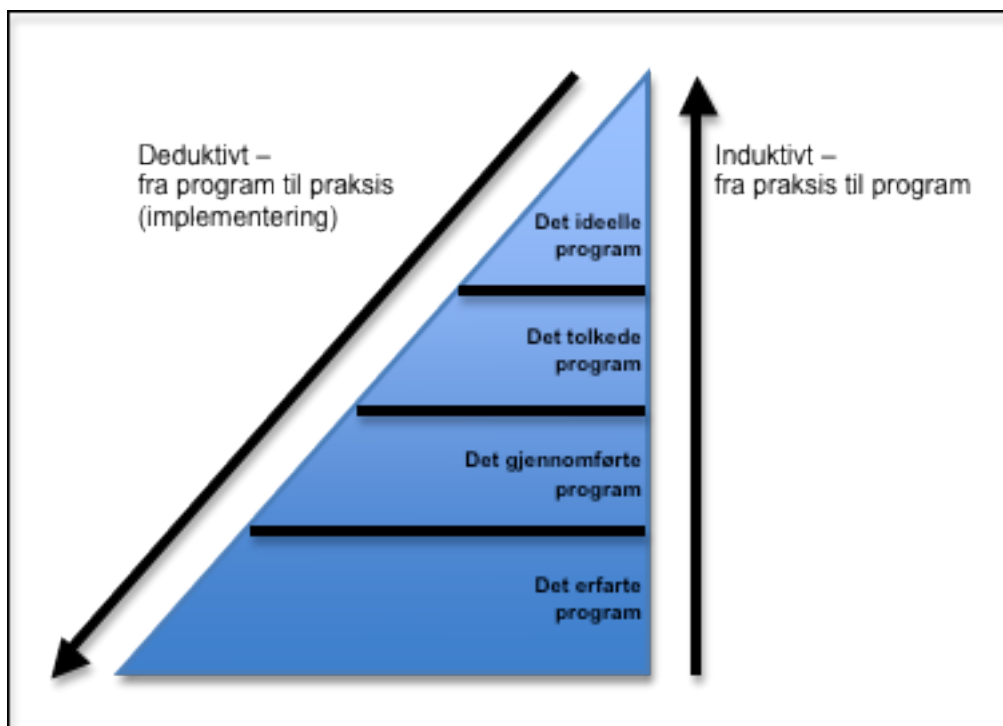 Deduktivt –
fra program til praksis
(implementering)
Induktivt –
fra praksis til program
Det ideelle
program
Det tolkede
program
Det gjennomførte
program
Det erfarte
program